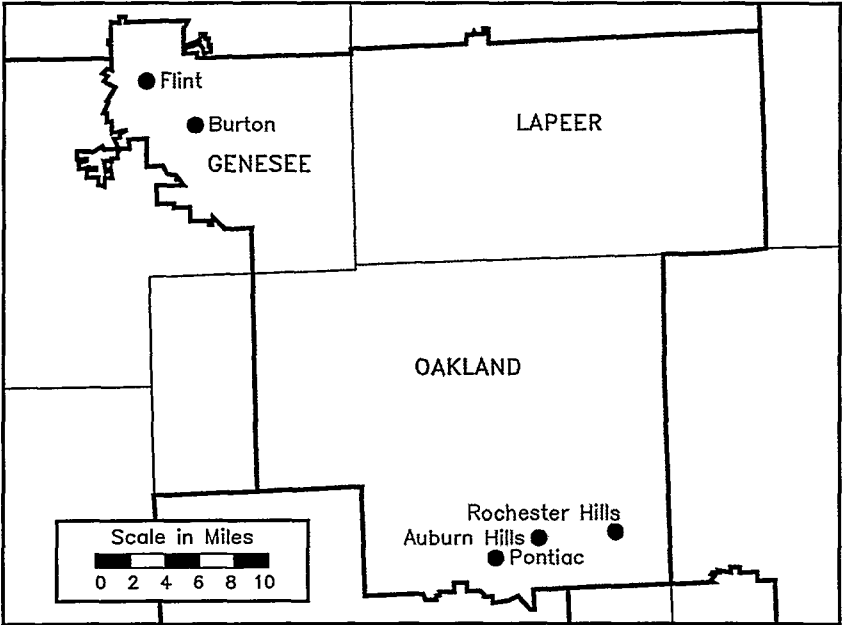 Flint
Burton
LAPEER
GENESEE
OAKLAND
Rochester Hills
Auburn Hills
Pontiac
Scale in Miles
0 2 4 6 8 10